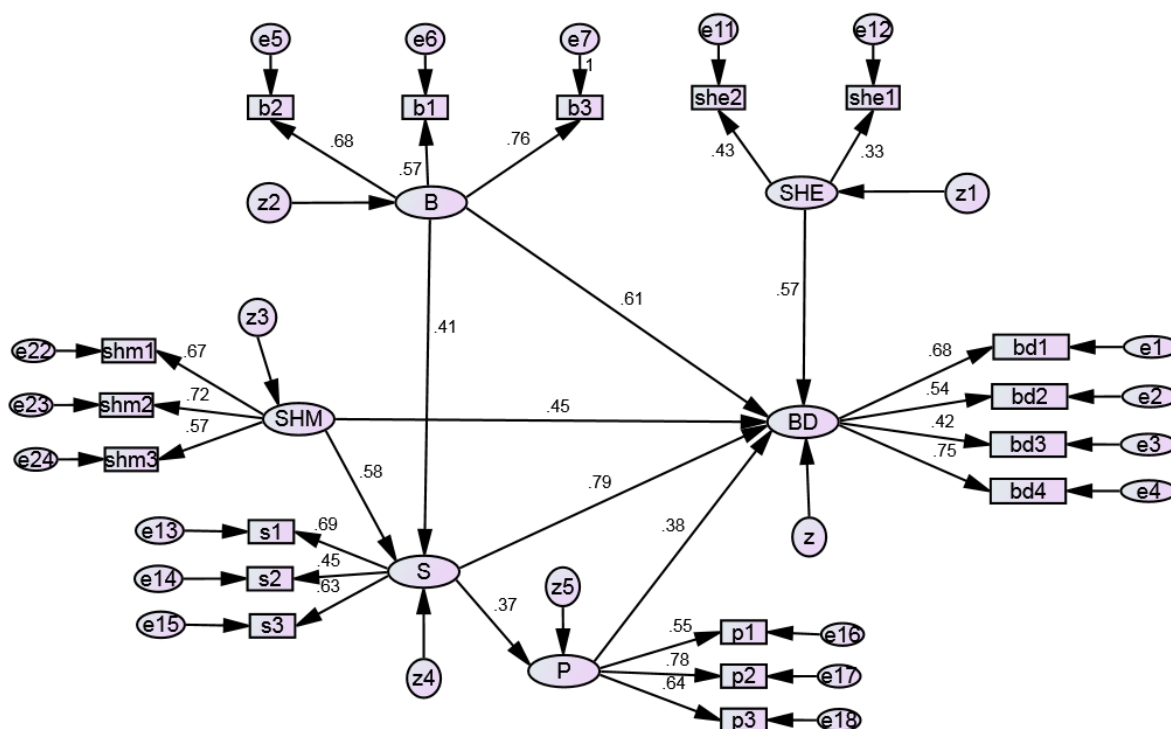 e5 e6 e7 e11 e12
1
b2 b1 b3 she2 she1
.68 .57 .76 .43 .33
z2 B SHE z1
z3 .41 .61 .57
e22 shm1 .67
e23 shm2 .72
e24 shm3 .57
SHM .45 BD
.68 bd1 e1
.54 bd2 e2
.42 bd3 e3
.75 bd4 e4
.58 .79 .38 z
e13 s1 .69
e14 s2 .45
e15 s3 .63
S z5
.37
z4 P
.55 p1 e16
.78 p2 e17
.64 p3 e18